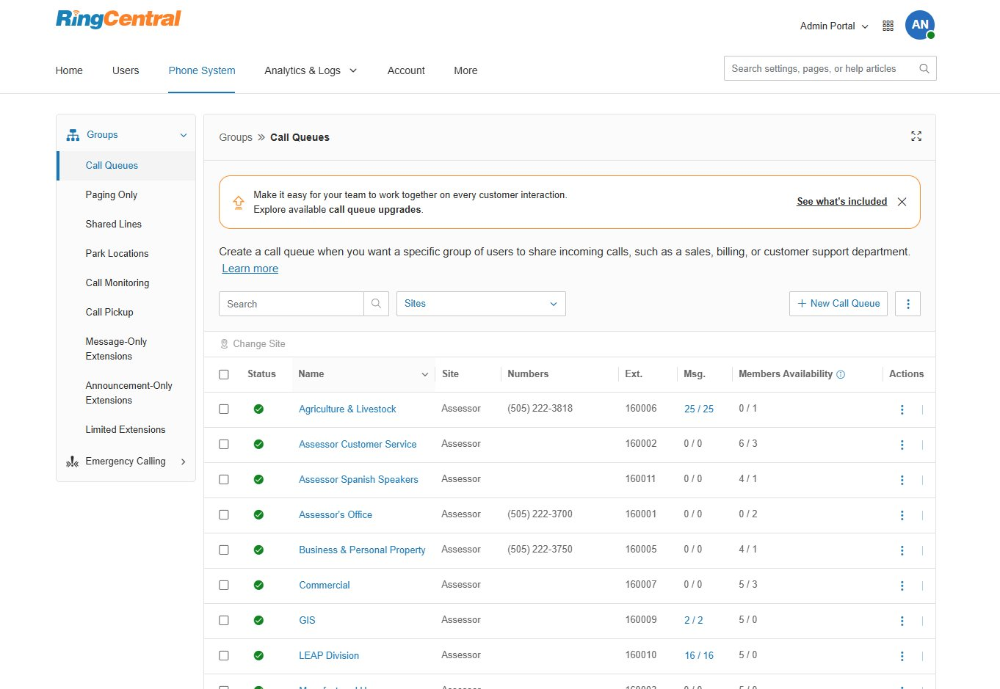 RingCentral
Admin Portal
AN
Home Users Phone System Analytics & Logs Account More
Search settings, pages, or help articles
Groups
Call Queues
Paging Only
Shared Lines
Park Locations
Call Monitoring
Call Pickup
Message-Only
Extensions
Announcement-Only
Extensions
Limited Extensions
Emergency Calling
Groups » Call Queues
Make it easy for your team to work together on every customer interaction.
Explore available call queue upgrades.
See what's included
Create a call queue when you want a specific group of users to share incoming calls, such as a sales, billing, or customer support department.
Learn more
Search Sites + New Call Queue
Change Site
Status Name Site Numbers Ext. Msg. Members Availability Actions
Agriculture & Livestock Assessor (505) 222-3818 160006 25 / 25 0 / 1
Assessor Customer Service Assessor 160002 0 / 0 6 / 3
Assessor Spanish Speakers Assessor 160011 0 / 0 4 / 1
Assessor's Office Assessor (505) 222-3700 160001 0 / 0 0 / 2
Business & Personal Property Assessor (505) 222-3750 160005 0 / 0 4 / 1
Commercial Assessor 160007 0 / 0 5 / 3
GIS Assessor 160009 2 / 2 5 / 0
LEAP Division Assessor 160010 16 / 16 5 / 0